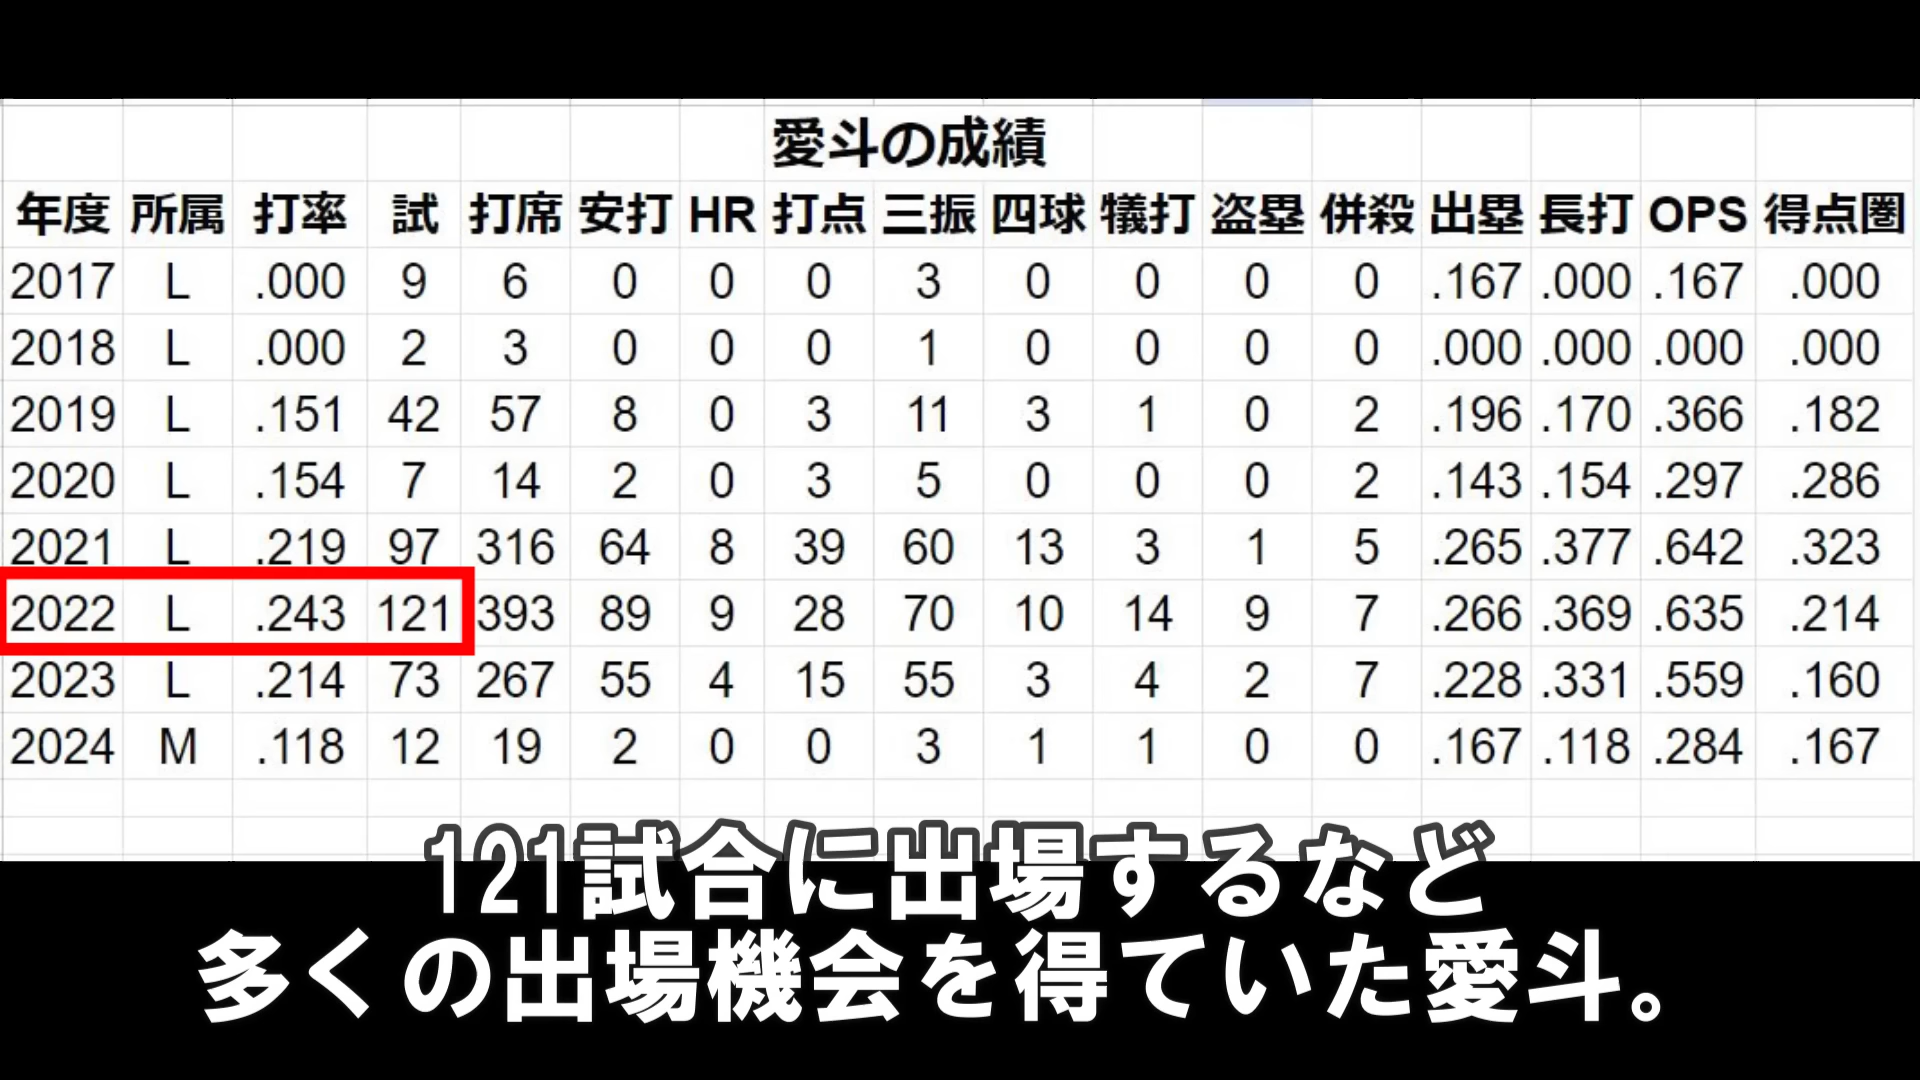 愛斗の成績
年度 所属 打率 試 打席 安打 HR 打点 三振 四球 犠打 盗塁 併殺 出塁 長打 OPS 得点圏
2017 L .000 9 6 0 0 0 3 0 0 0 0 .167 .000 .167 .000
2018 L .000 2 3 0 0 0 1 0 0 0 0 .000 .000 .000 .000
2019 L .151 42 57 8 0 3 11 3 1 0 2 .196 .170 .366 .182
2020 L .154 7 14 2 0 3 5 0 0 0 2 .143 .154 .297 .286
2021 L .219 97 316 64 8 39 60 13 3 1 5 .265 .377 .642 .323
2022 L .243 121 393 89 9 28 70 10 14 9 7 .266 .369 .635 .214
2023 L .214 73 267 55 4 15 55 3 4 2 7 .228 .331 .559 .160
2024 M .118 12 19 2 0 0 3 1 1 0 0 .167 .118 .284 .167
121試合に出場するなど
多くの出場機会を得ていた愛斗。